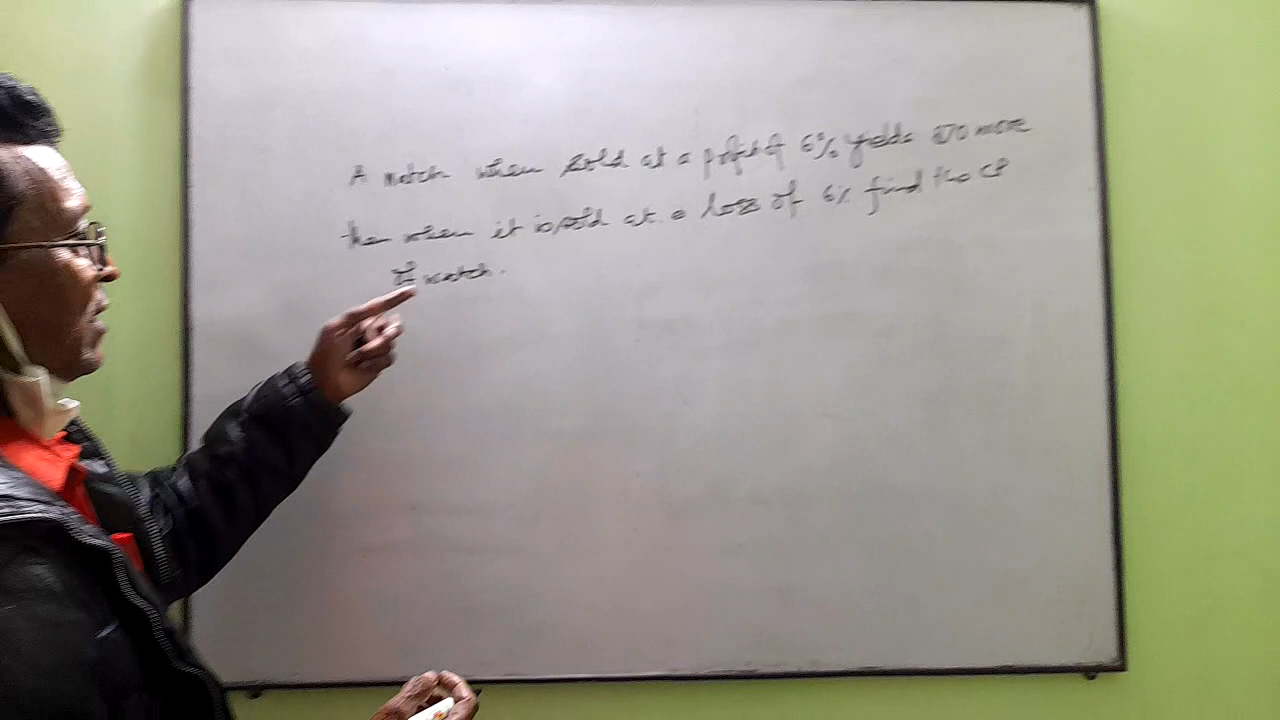 A watch when sold at a profit of 6% yields more
than when it is sold at a loss of 6% find the CP
of watch.